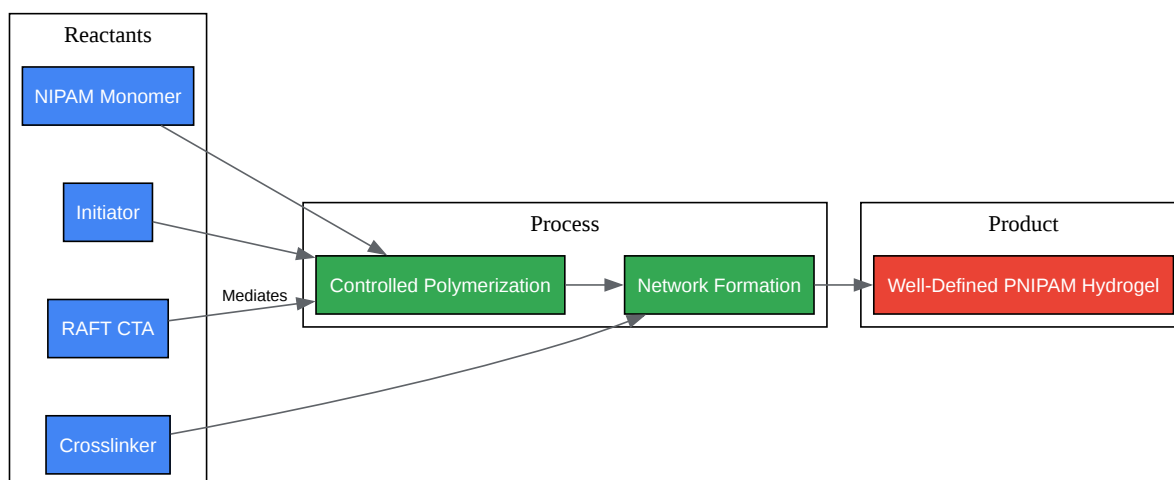 Reactants
NIPAM Monomer
Initiator
RAFT CTA
Crosslinker
Mediates
Process
Controlled Polymerization
Network Formation
Product
Well-Defined PNIPAM Hydrogel